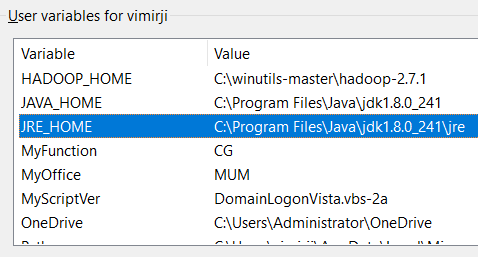 User variables for vimirji
Variable Value
HADOOP_HOME C:\winutils-master\hadoop-2.7.1
JAVA_HOME C:\Program Files\Java\jdk1.8.0_241
JRE_HOME C:\Program Files\Java\jdk1.8.0_241\jre
MyFunction CG
MyOffice MUM
MyScriptVer DomainLogonVista.vbs-2a
OneDrive C:\Users\Administrator\OneDrive